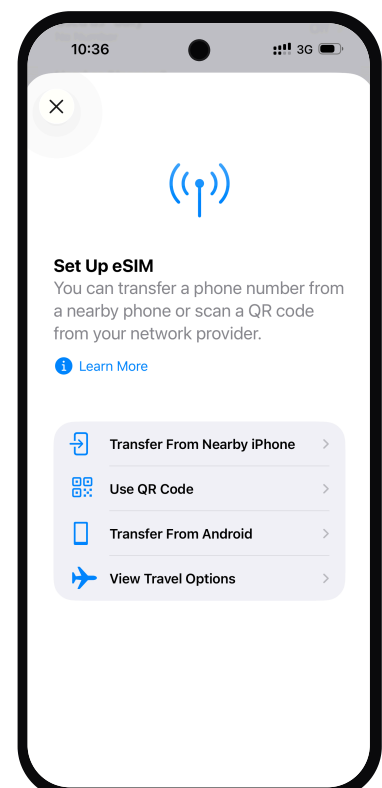 10:36
3G
Set Up eSIM
You can transfer a phone number from
a nearby phone or scan a QR code
from your network provider.
Learn More
Transfer From Nearby iPhone
Use QR Code
Transfer From Android
View Travel Options